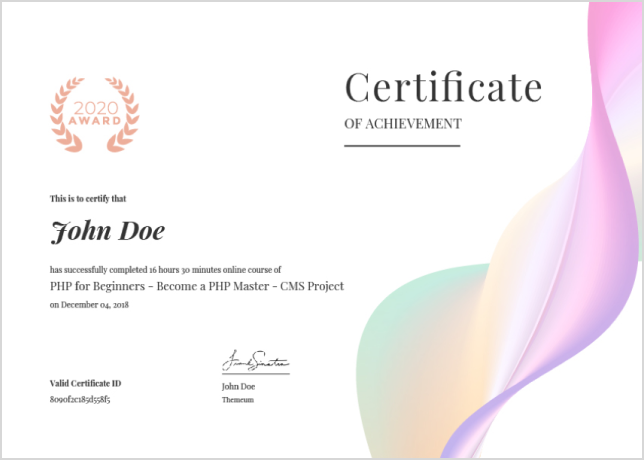 Certificate
OF ACHIEVEMENT
2020
AWARD
This is to certify that
John Doe
has successfully completed 16 hours 30 minutes online course of
PHP for Beginners - Become a PHP Master - CMS Project
on December 04, 2018
Valid Certificate ID
8090f2c185d558f5
John Doe
Themeum